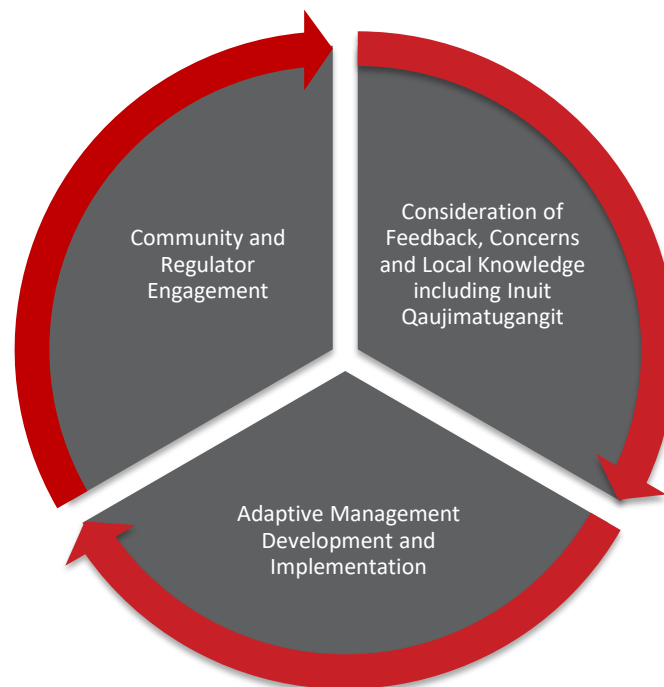 Community and
Regulator
Engagement
Consideration of
Feedback, Concerns
and Local Knowledge
including Inuit
Qaujimatugangit
Adaptive Management
Development and
Implementation